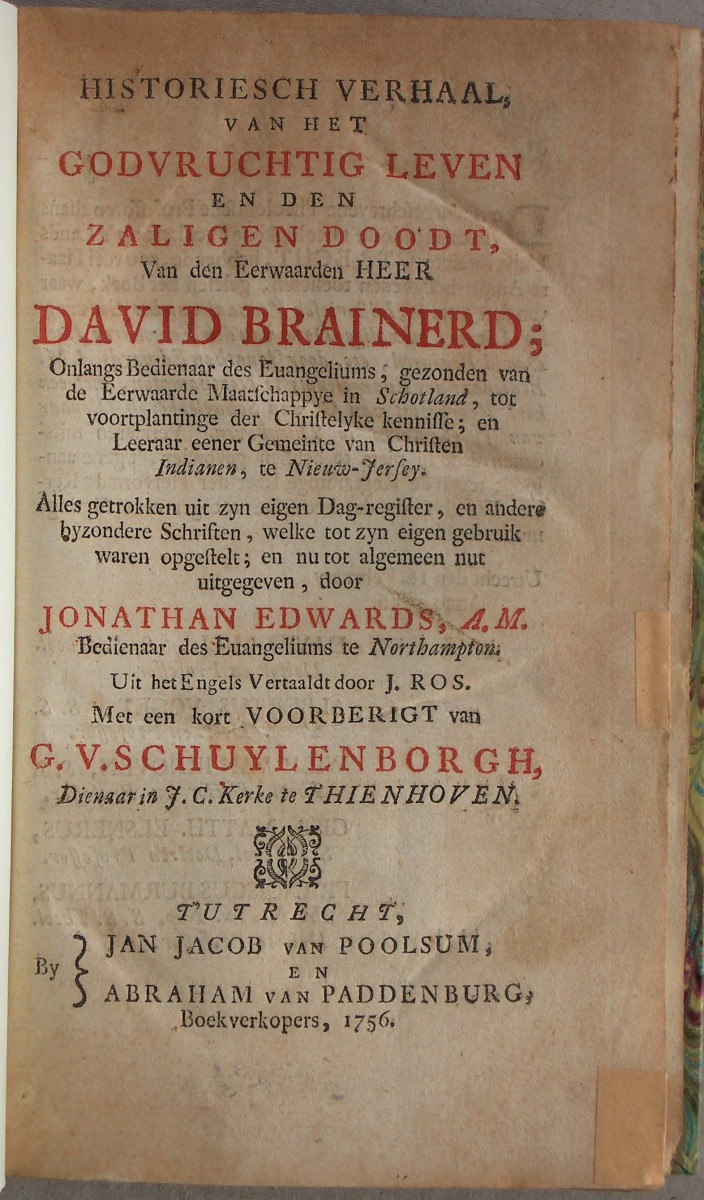 HISTORIESCH VERHAAL,
VAN HET
GODVRUCHTIG LEVEN
EN DEN
ZALIGEN DOODT,
Van den Eerwaarden HEER
DAVID BRAINERD;
Onlangs Bedienaar des Euangeliums, gezonden van
de Eerwaarde Maatſchappye in Schotland, tot
voortplantinge der Chriſtelyke kenniſſe; en
Leeraar eener Gemeinte van Chriſten
Indianen, te Nieuw-Jerſey.
Alles getrokken uit zyn eigen Dag-regiſter, en andere
byzondere Schriften, welke tot zyn eigen gebruik
waren opgeſtelt; en nu tot algemeen nut
uitgegeven, door
JONATHAN EDWARDS, A.M.
Bedienaar des Euangeliums te Northampton.
Uit het Engels Vertaaldt door J. ROS.
Met een kort VOORBERIGT van
G. V. SCHUYLENBORGH,
Dienaar in J. C. Kerke te THIENHOVEN.
T'UTRECHT,
By } JAN JACOB VAN POOLSUM,
EN
ABRAHAM VAN PADDENBURG,
Boekverkopers, 1756.